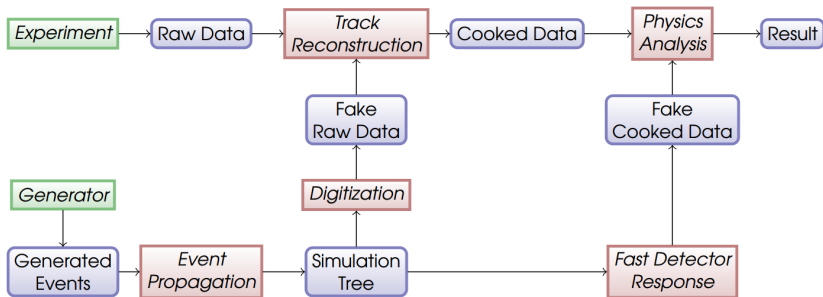 Experiment
Raw Data
Track
Reconstruction
Cooked Data
Physics
Analysis
Result
Fake
Raw Data
Fake
Cooked Data
Generator
Digitization
Generated
Events
Event
Propagation
Simulation
Tree
Fast Detector
Response